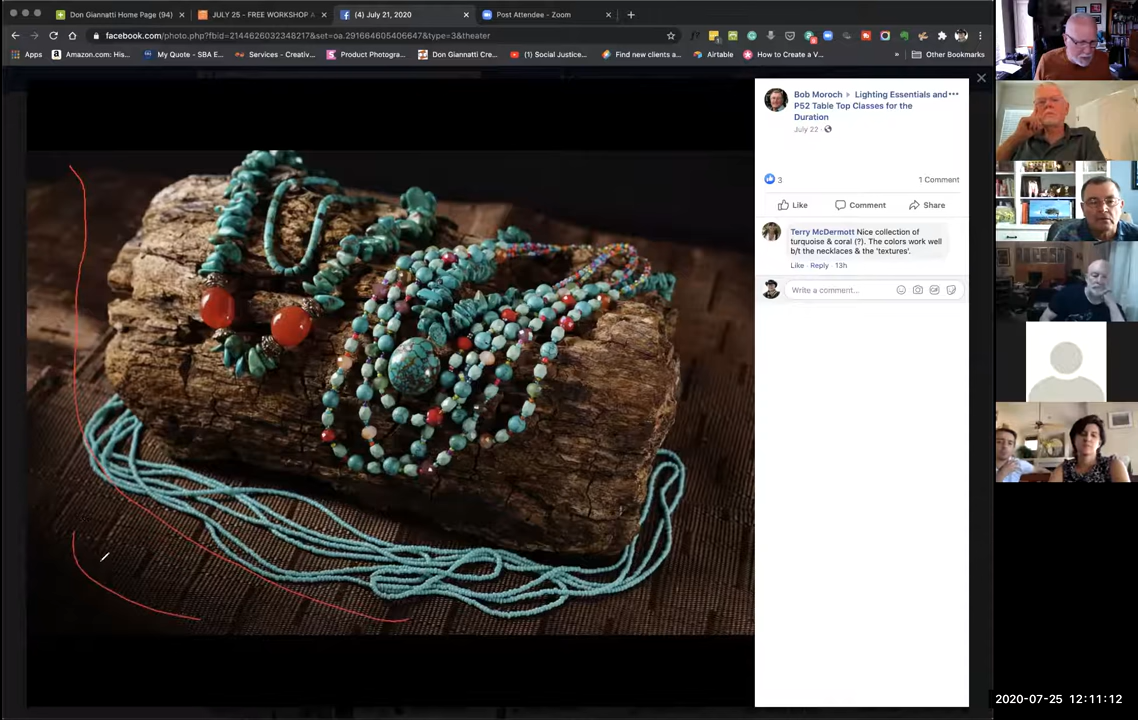 Don Giannatti Home Page (94)
JULY 25 - FREE WORKSHOP A
(4) July 21, 2020
Post Attendee - Zoom
facebook.com/photo.php?fbid=2144626032348217&set=oa.291664605406647&type=3&theater
Apps
Amazon.com: His...
My Quote - SBA E...
Services - Creativ...
Product Photograp...
Don Giannatti Cre...
(1) Social Justice...
Find new clients a...
Airtable
How to Create a V...
»
Other Bookmarks
Bob Moroch ▸ Lighting Essentials and
P52 Table Top Classes for the
Duration
July 22 ·
3
1 Comment
Like
Comment
Share
Terry McDermott Nice collection of
turquoise & coral (?). The colors work well
b/t the necklaces & the 'textures'.
Like · Reply · 13h
Write a comment...
2020-07-25 12:11:12